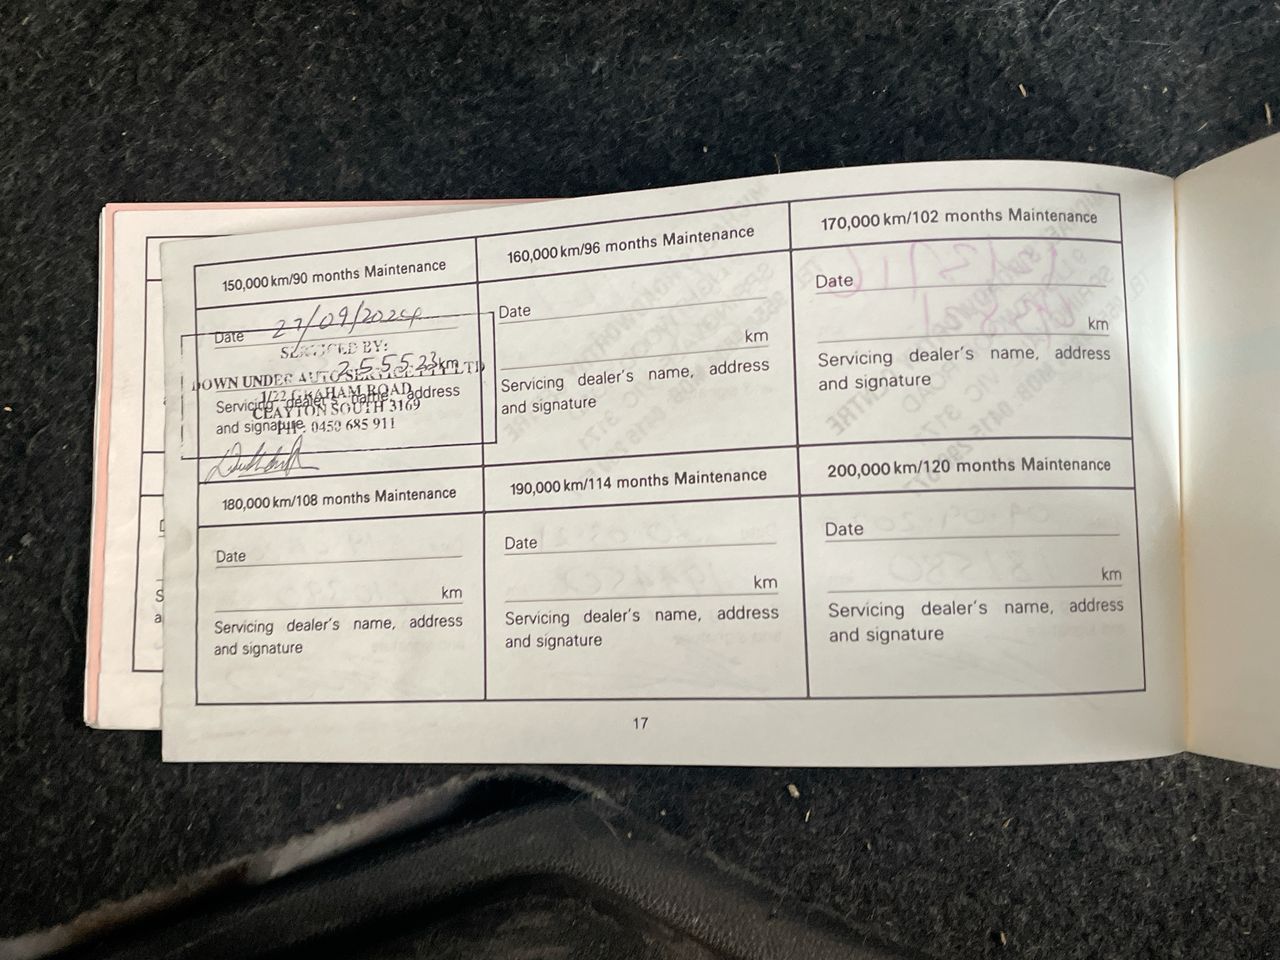 150,000 km/90 months Maintenance
Date 27/09/2024
SERVICED BY:
255523 km
DOWN UNDER AUTO SERVICE PTY LTD
1/22 GRAHAM ROAD
Servicing dealer's name, address
CLAYTON SOUTH 3169
and signature
PH: 0450 685 911
160,000 km/96 months Maintenance
Date
km
Servicing dealer's name, address
and signature
170,000 km/102 months Maintenance
Date
km
Servicing dealer's name, address
and signature
180,000 km/108 months Maintenance
Date
km
Servicing dealer's name, address
and signature
190,000 km/114 months Maintenance
Date
km
Servicing dealer's name, address
and signature
200,000 km/120 months Maintenance
Date
km
Servicing dealer's name, address
and signature
17